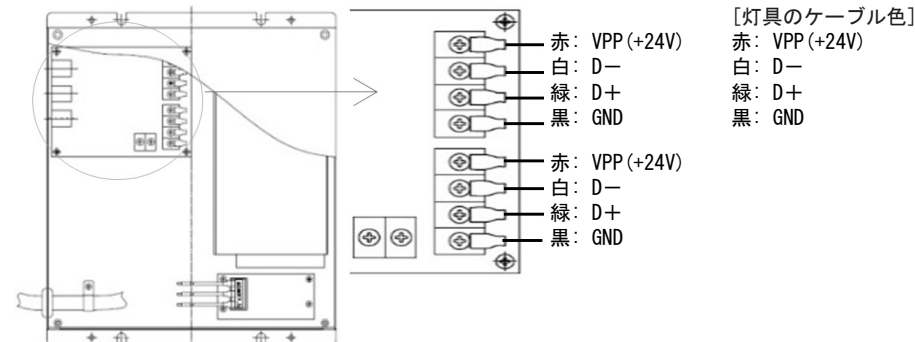 赤: VPP(+24V)
白: D－
緑: D＋
黒: GND
赤: VPP(+24V)
白: D－
緑: D＋
黒: GND
[灯具のケーブル色]
赤: VPP(+24V)
白: D－
緑: D＋
黒: GND